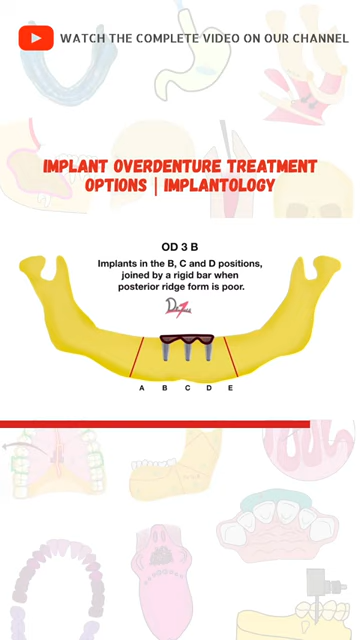 WATCH THE COMPLETE VIDEO ON OUR CHANNEL
IMPLANT OVERDENTURE TREATMENT
OPTIONS | IMPLANTOLOGY
OD 3 B
Implants in the B, C and D positions,
joined by a rigid bar when
posterior ridge form is poor.
A B C D E